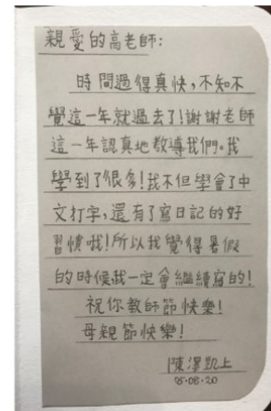 親愛的高老師:
時間過得真快,不知不
覺這一年就過去了!謝謝老師
這一年認真地教導我們。我
學到了很多!我不但學會了中
文打字,還有了寫日記的好
習慣哦!所以我覺得暑假
的時候我一定會繼續寫的!
祝你教師節快樂!
母親節快樂!
陳澤凱上